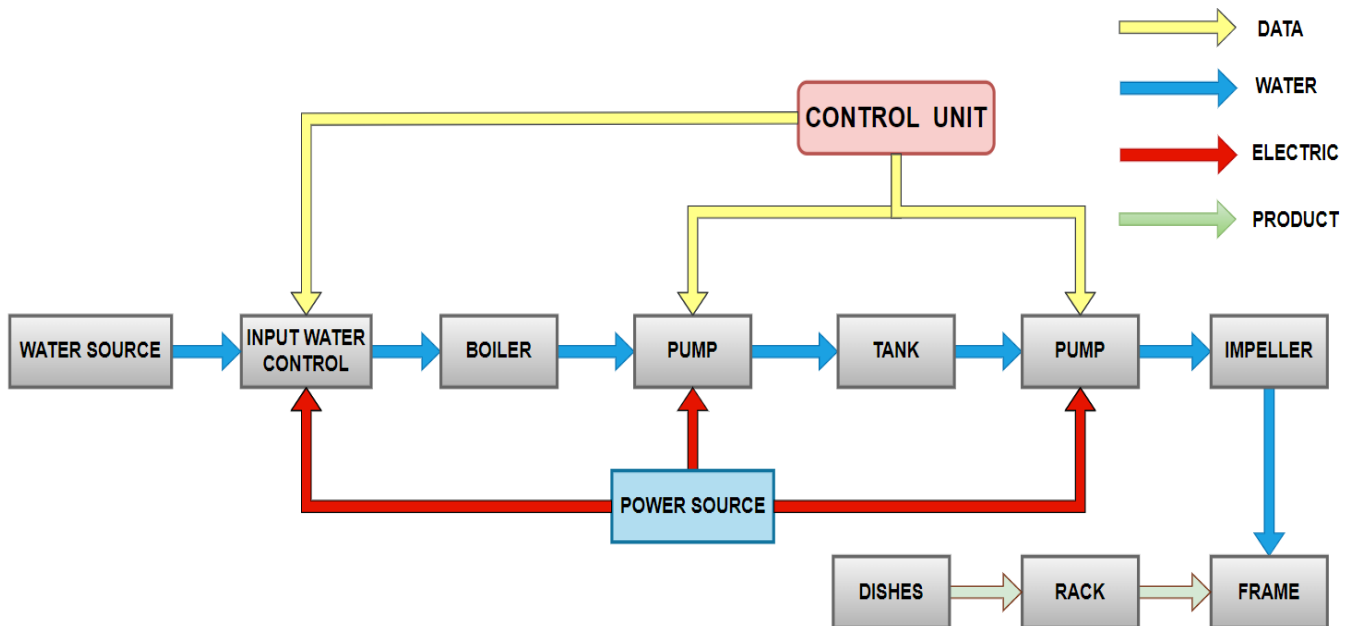 DATA
WATER
ELECTRIC
PRODUCT
CONTROL UNIT
WATER SOURCE
INPUT WATER
CONTROL
BOILER
PUMP
TANK
PUMP
IMPELLER
POWER SOURCE
DISHES
RACK
FRAME